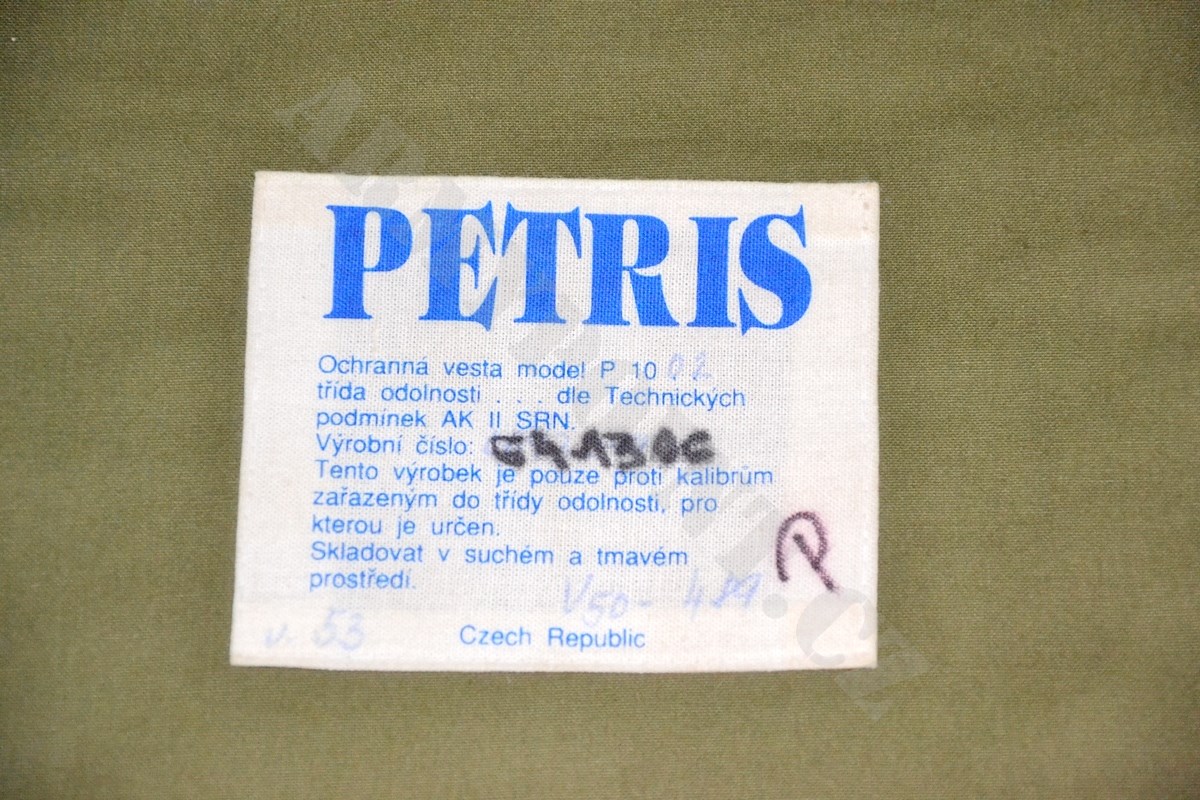 PETRIS
Ochranná vesta model P 10 02
třída odolnosti . . . dle Technických
podmínek AK II SRN.
Výrobní číslo:
Tento výrobek je pouze proti kalibrům
zařazeným do třídy odolnosti, pro
kterou je určen.
Skladovat v suchém a tmavém
prostředí.
V50- 489
v. 53
Czech Republic
R